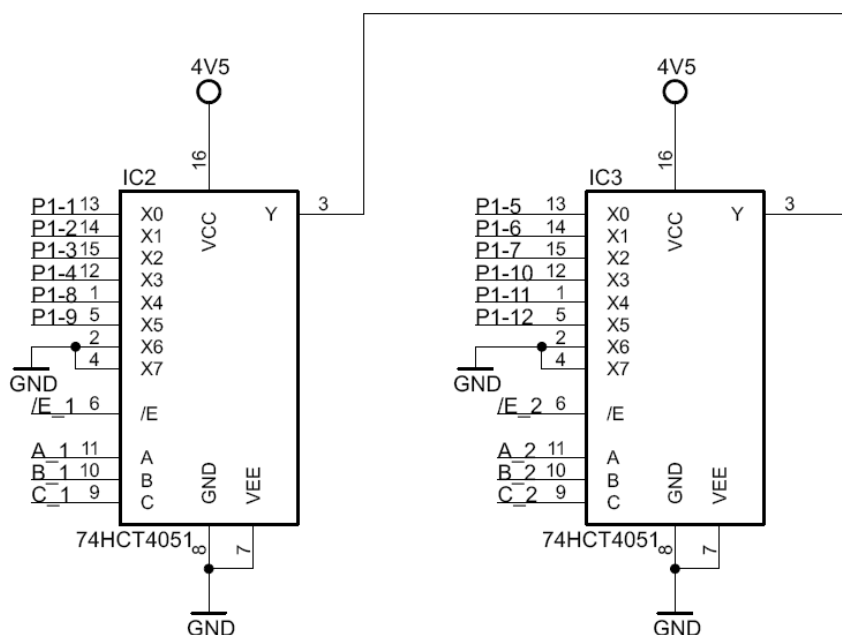 4V5 4V5
16 16
IC2 IC3
P1-1 13 X0 VCC Y 3 P1-5 13 X0 VCC Y 3
P1-2 14 X1 P1-6 14 X1
P1-3 15 X2 P1-7 15 X2
P1-4 12 X3 P1-10 12 X3
P1-8 1 X4 P1-11 1 X4
P1-9 5 X5 P1-12 5 X5
2 X6 2 X6
4 X7 4 X7
GND GND
/E_1 6 /E /E_2 6 /E
A_1 11 A A_2 11 A
B_1 10 B GND VEE B_2 10 B GND VEE
C_1 9 C C_2 9 C
74HCT4051 8 7 74HCT4051 8 7
GND GND